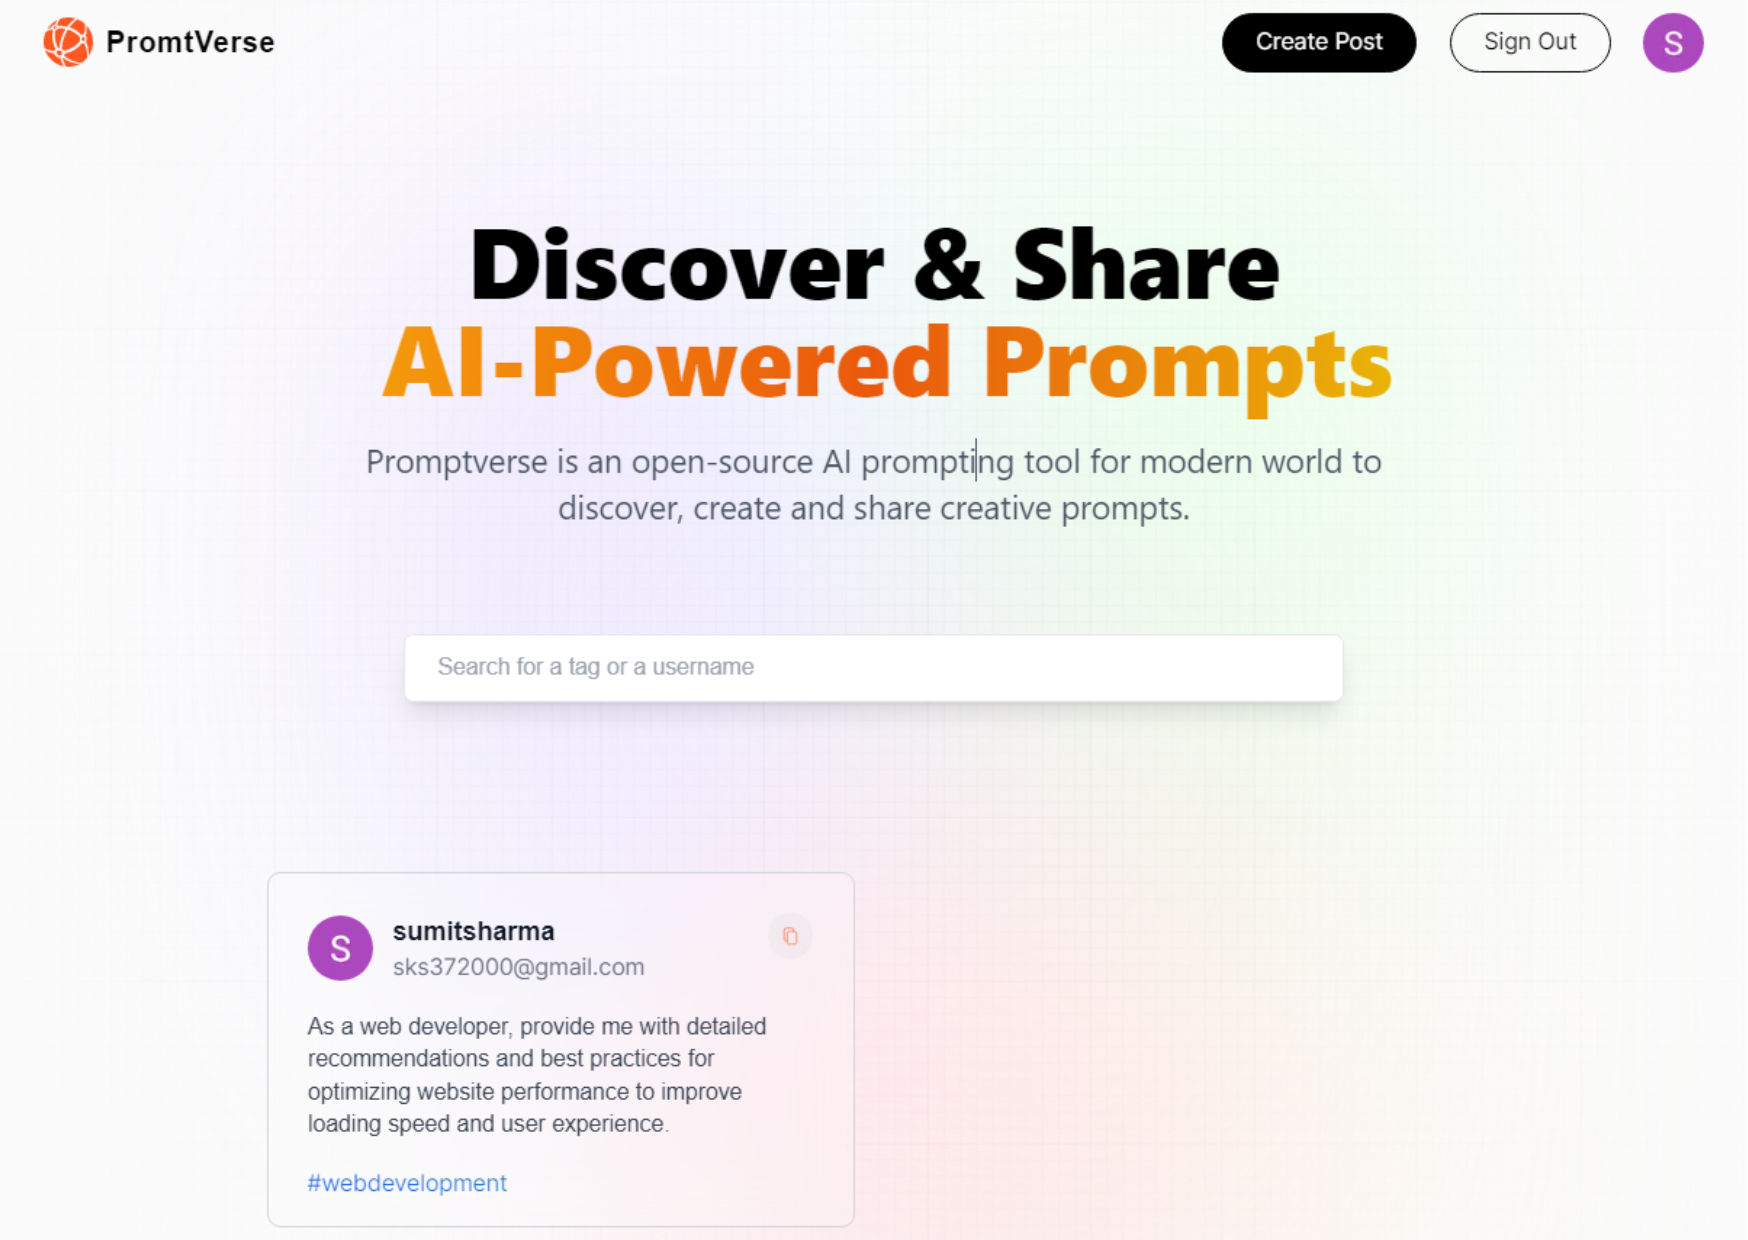 PromtVerse
Create Post
Sign Out
S
Discover & Share
AI-Powered Prompts
Promptverse is an open-source AI prompting tool for modern world to
discover, create and share creative prompts.
Search for a tag or a username
S
sumitsharma
sks372000@gmail.com
As a web developer, provide me with detailed
recommendations and best practices for
optimizing website performance to improve
loading speed and user experience.
#webdevelopment